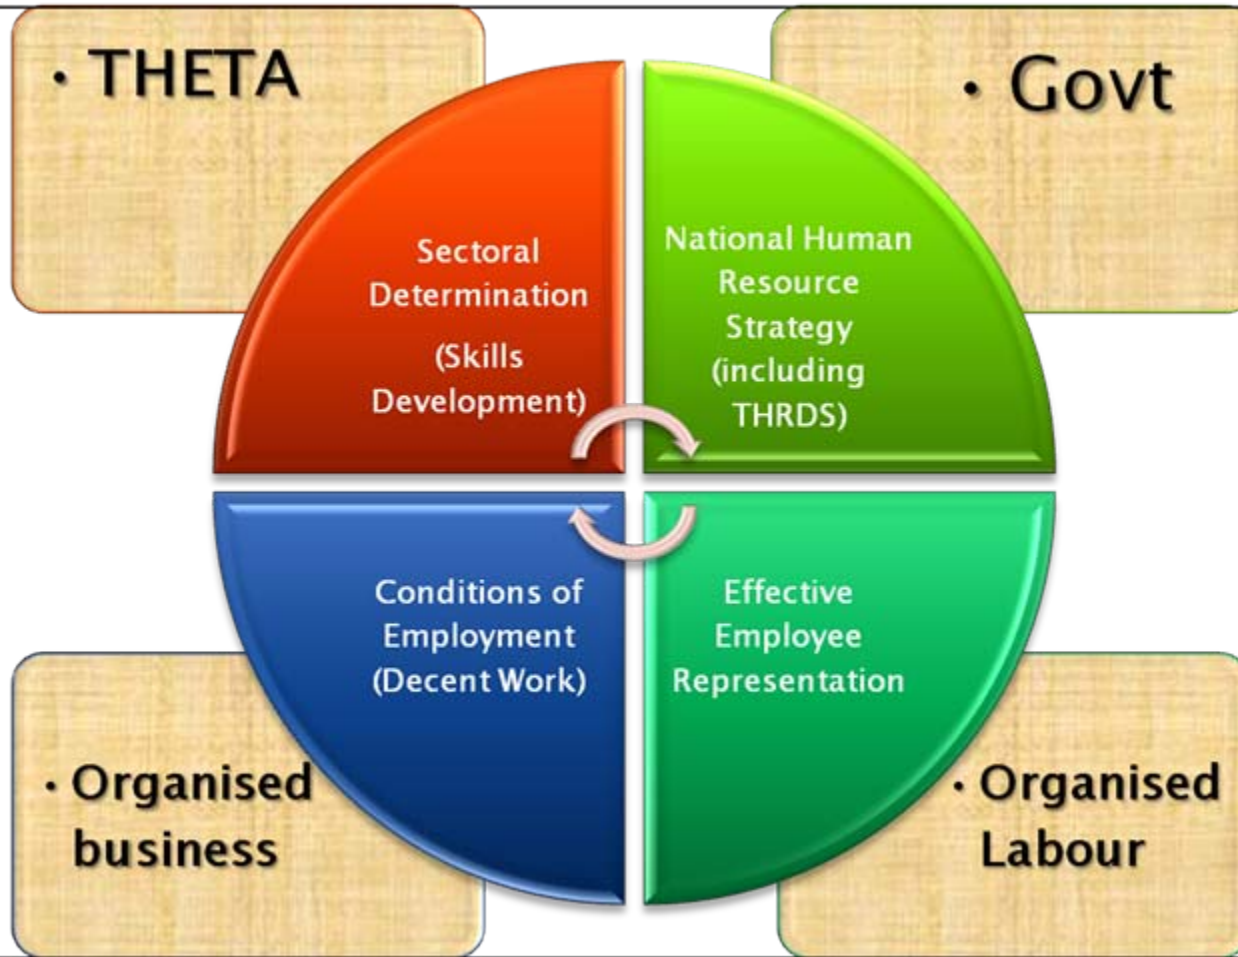 • THETA
• Govt
Sectoral
Determination
(Skills
Development)
National Human
Resource
Strategy
(including
THRDS)
Conditions of
Employment
(Decent Work)
Effective
Employee
Representation
• Organised
business
• Organised
Labour